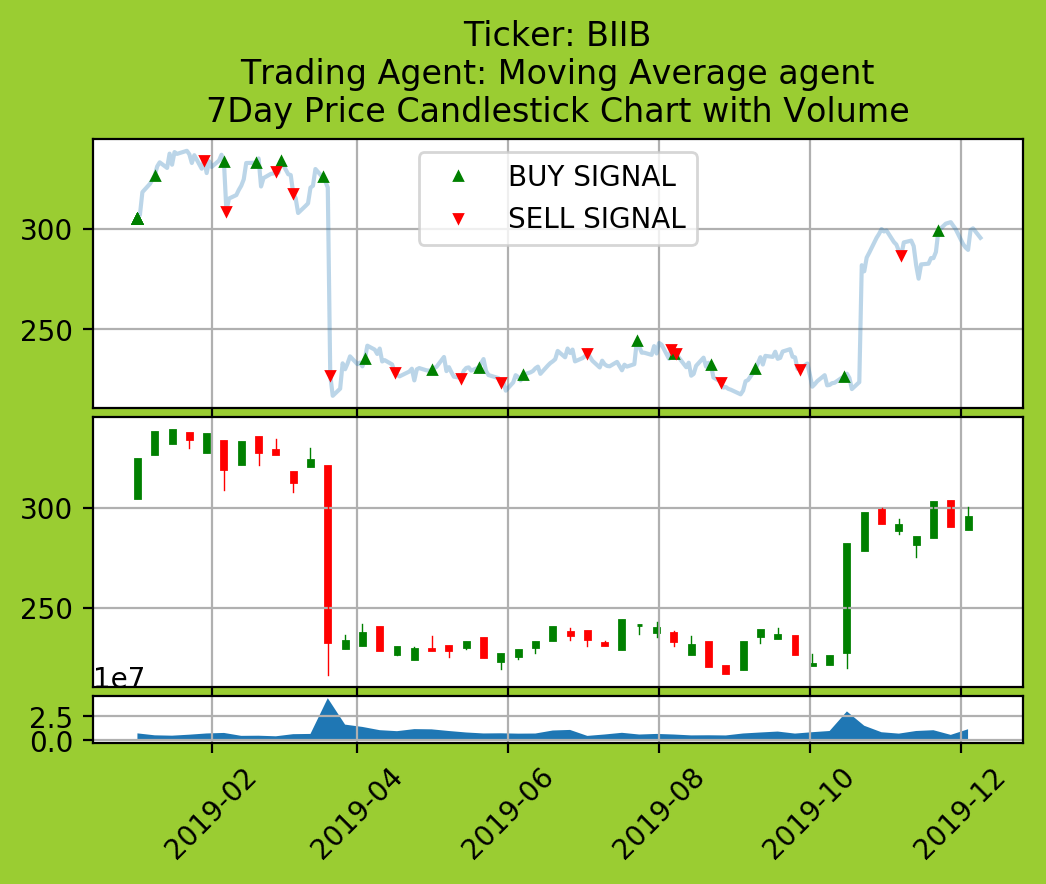 Ticker: BIIB
Trading Agent: Moving Average agent
7Day Price Candlestick Chart with Volume
BUY SIGNAL
SELL SIGNAL
300
250
300
250
1e7
2.5
0.0
2019-02
2019-04
2019-06
2019-08
2019-10
2019-12